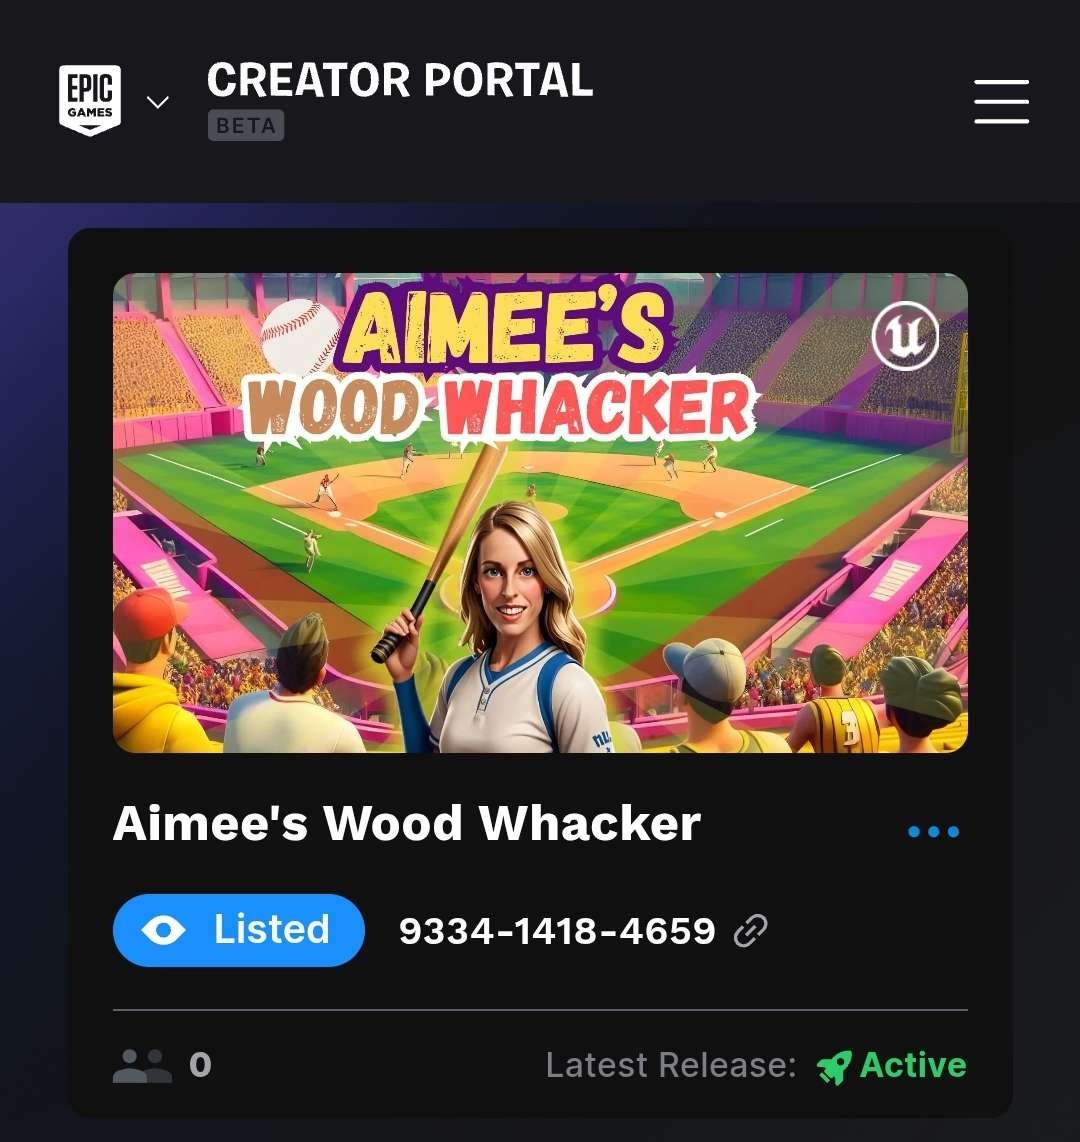 EPIC
GAMES
CREATOR PORTAL
BETA
AIMEE'S
WOOD WHACKER
Aimee's Wood Whacker
Listed 9334-1418-4659
0 Latest Release: Active